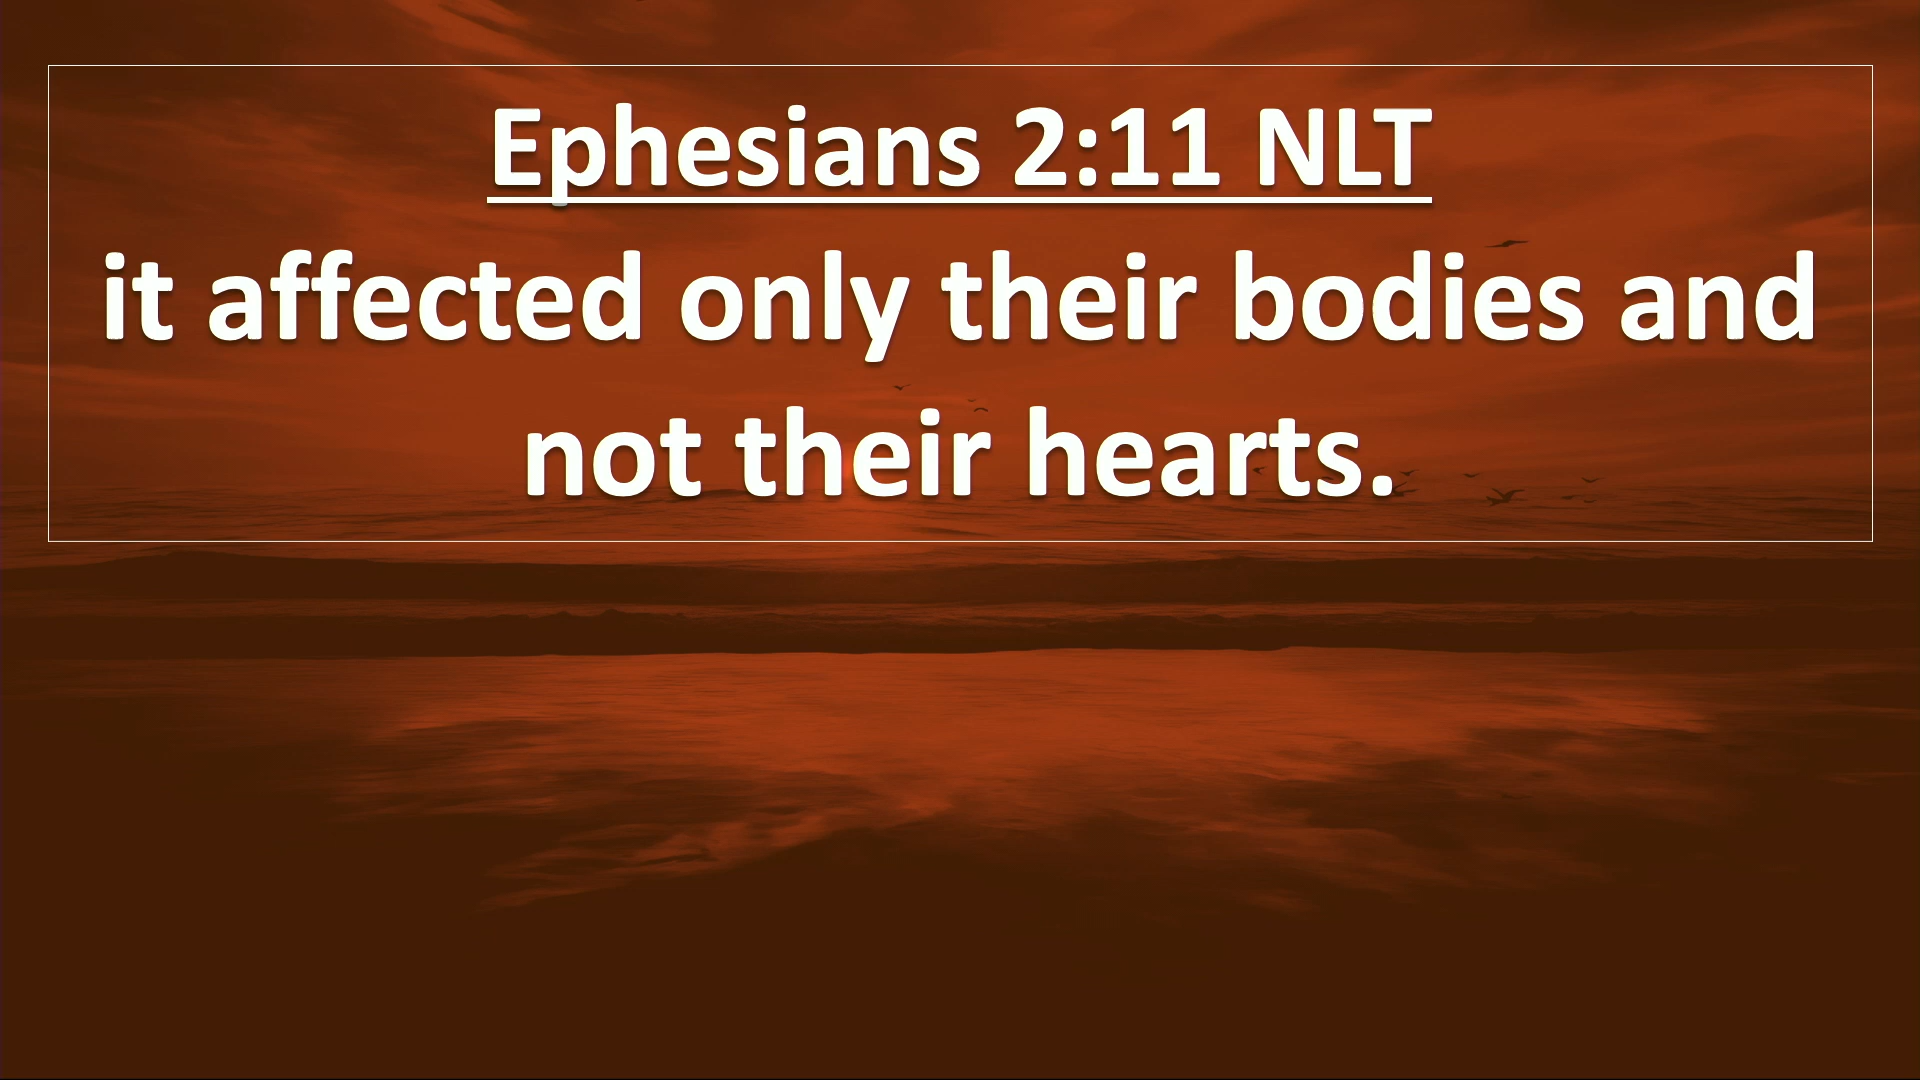 Ephesians 2:11 NLT
it affected only their bodies and
not their hearts.